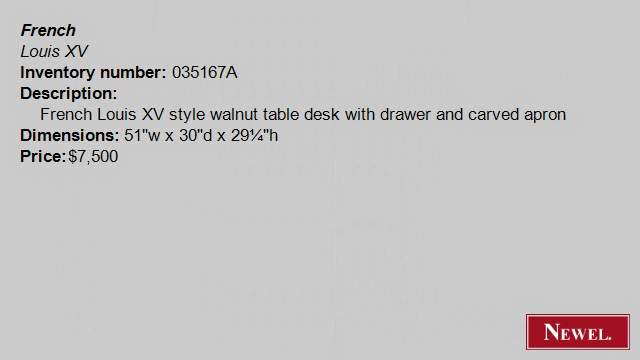 French
Louis XV
Inventory number: 035167A
Description:
French Louis XV style walnut table desk with drawer and carved apron
Dimensions: 51"w x 30"d x 29¼"h
Price:$7,500
NEWEL.